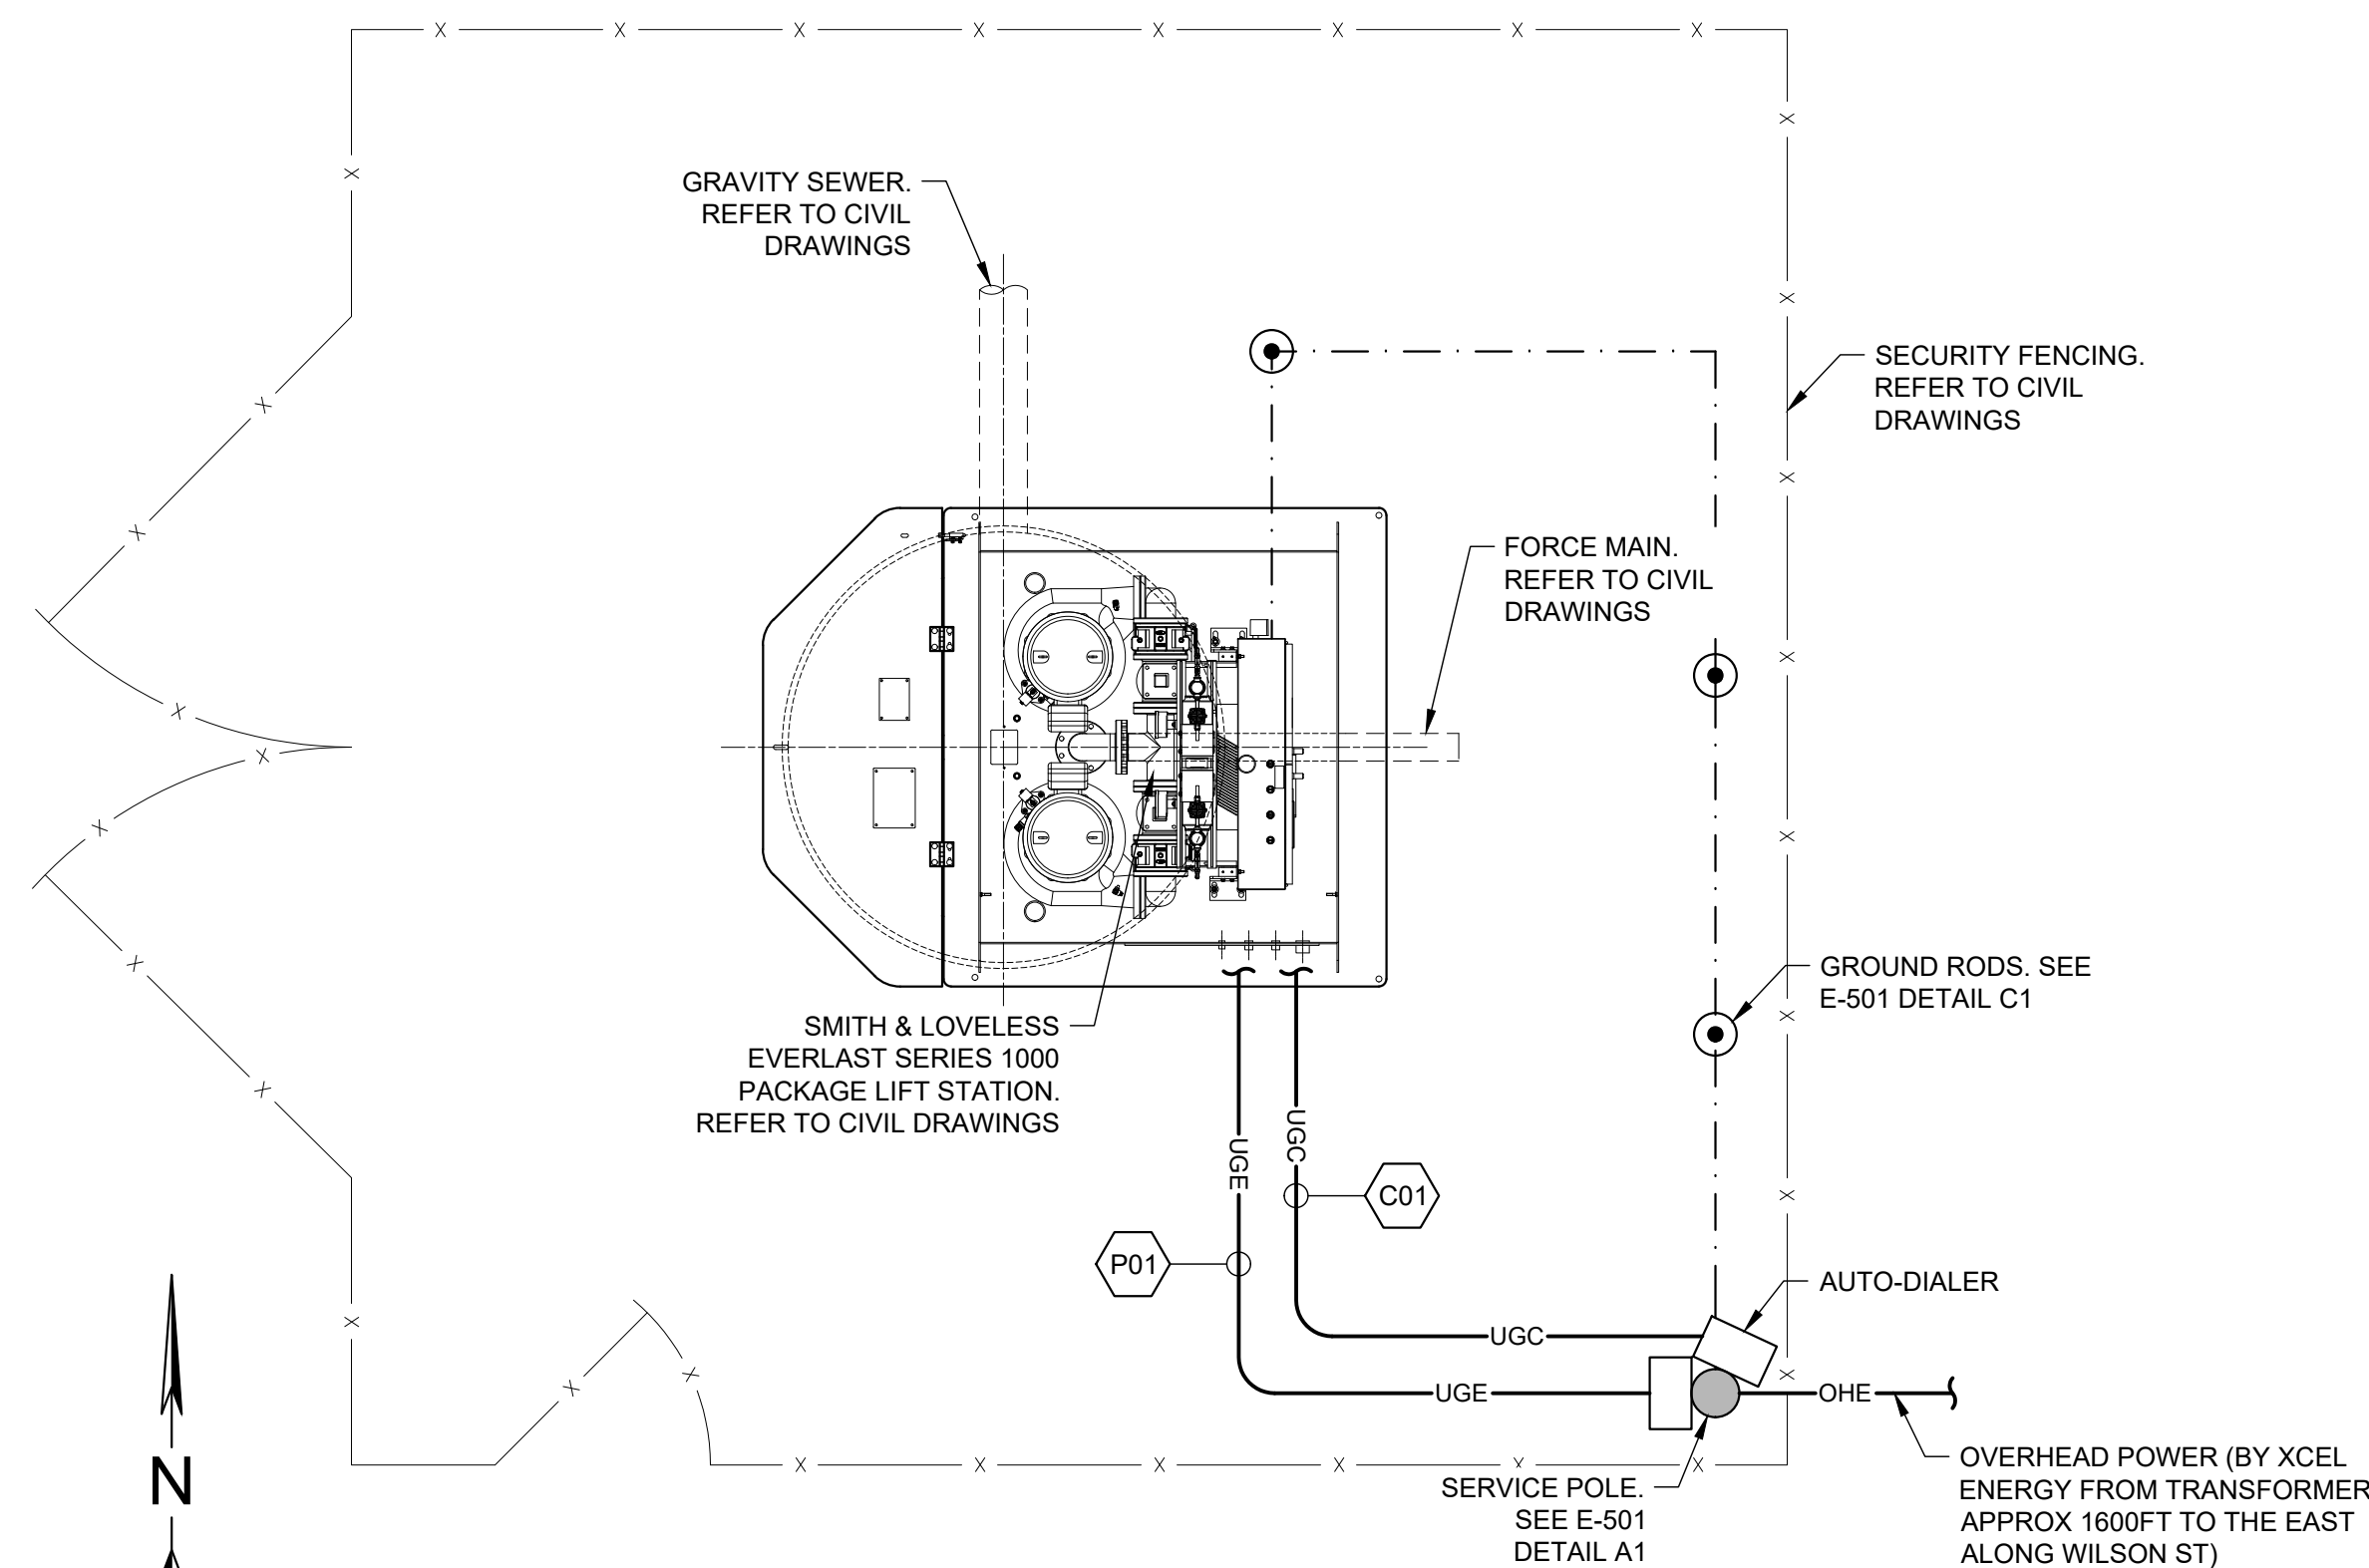 GRAVITY SEWER.
REFER TO CIVIL
DRAWINGS
SECURITY FENCING.
REFER TO CIVIL
DRAWINGS
FORCE MAIN.
REFER TO CIVIL
DRAWINGS
GROUND RODS. SEE
E-501 DETAIL C1
SMITH & LOVELESS
EVERLAST SERIES 1000
PACKAGE LIFT STATION.
REFER TO CIVIL DRAWINGS
UGE
UGC
C01
P01
AUTO-DIALER
UGC
UGE
OHE
N
SERVICE POLE.
SEE E-501
DETAIL A1
OVERHEAD POWER (BY XCEL
ENERGY FROM TRANSFORMER
APPROX 1600FT TO THE EAST
ALONG WILSON ST)